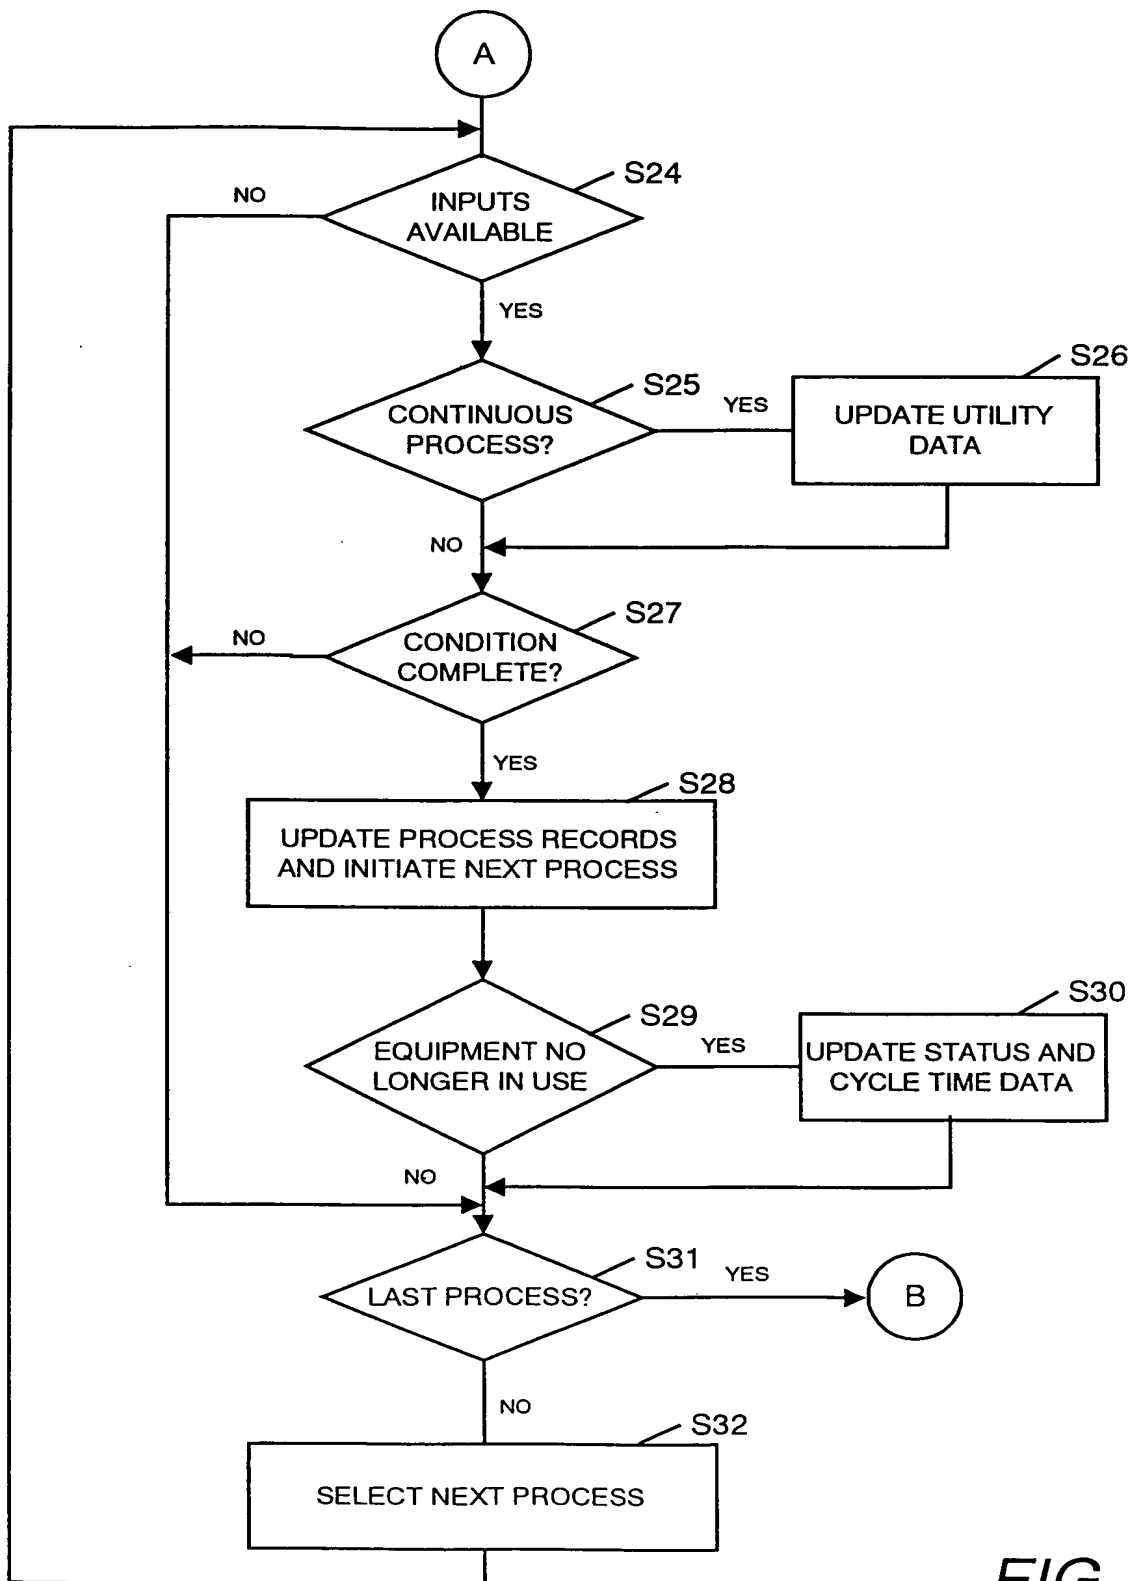 A
S24
NO
INPUTS
AVAILABLE
YES
S26
S25
YES
UPDATE UTILITY
DATA
CONTINUOUS
PROCESS?
NO
S27
NO
CONDITION
COMPLETE?
YES
S28
UPDATE PROCESS RECORDS
AND INITIATE NEXT PROCESS
S30
S29
YES
UPDATE STATUS AND
CYCLE TIME DATA
EQUIPMENT NO
LONGER IN USE
NO
S31
YES
LAST PROCESS?
B
NO
S32
SELECT NEXT PROCESS
FIG